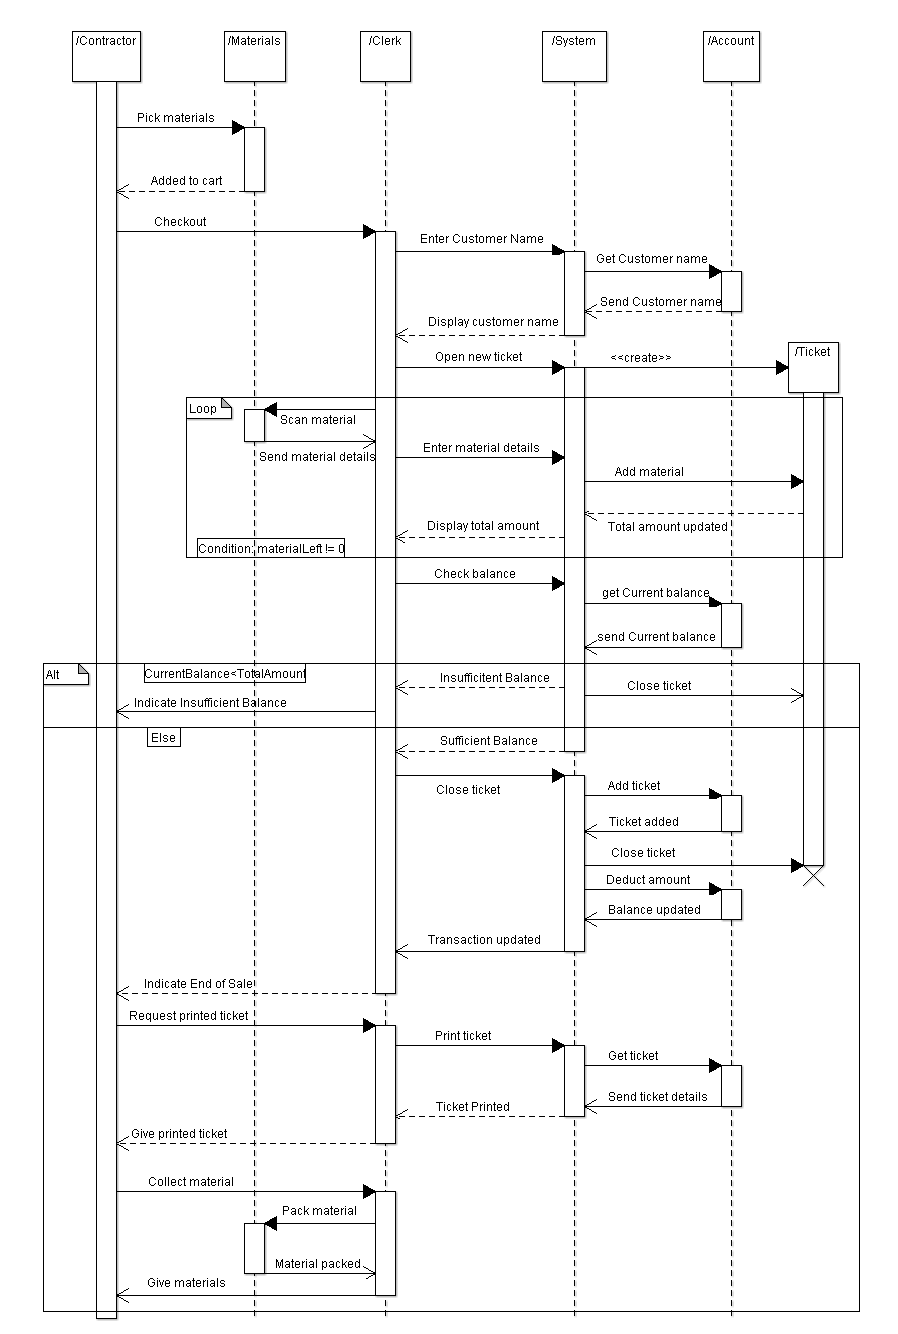 /Contractor
/Materials
/Clerk
/System
/Account
Pick materials
Added to cart
Checkout
Enter Customer Name
Get Customer name
Send Customer name
Display customer name
/Ticket
Open new ticket
<<create>>
Loop
Scan material
Enter material details
Send material details
Add material
Display total amount
Total amount updated
Condition: materialLeft != 0
Check balance
get Current balance
send Current balance
Alt
CurrentBalance<TotalAmount
Insufficitent Balance
Close ticket
Indicate Insufficient Balance
Else
Sufficient Balance
Close ticket
Add ticket
Ticket added
Close ticket
Deduct amount
Balance updated
Transaction updated
Indicate End of Sale
Request printed ticket
Print ticket
Get ticket
Send ticket details
Ticket Printed
Give printed ticket
Collect material
Pack material
Material packed
Give materials